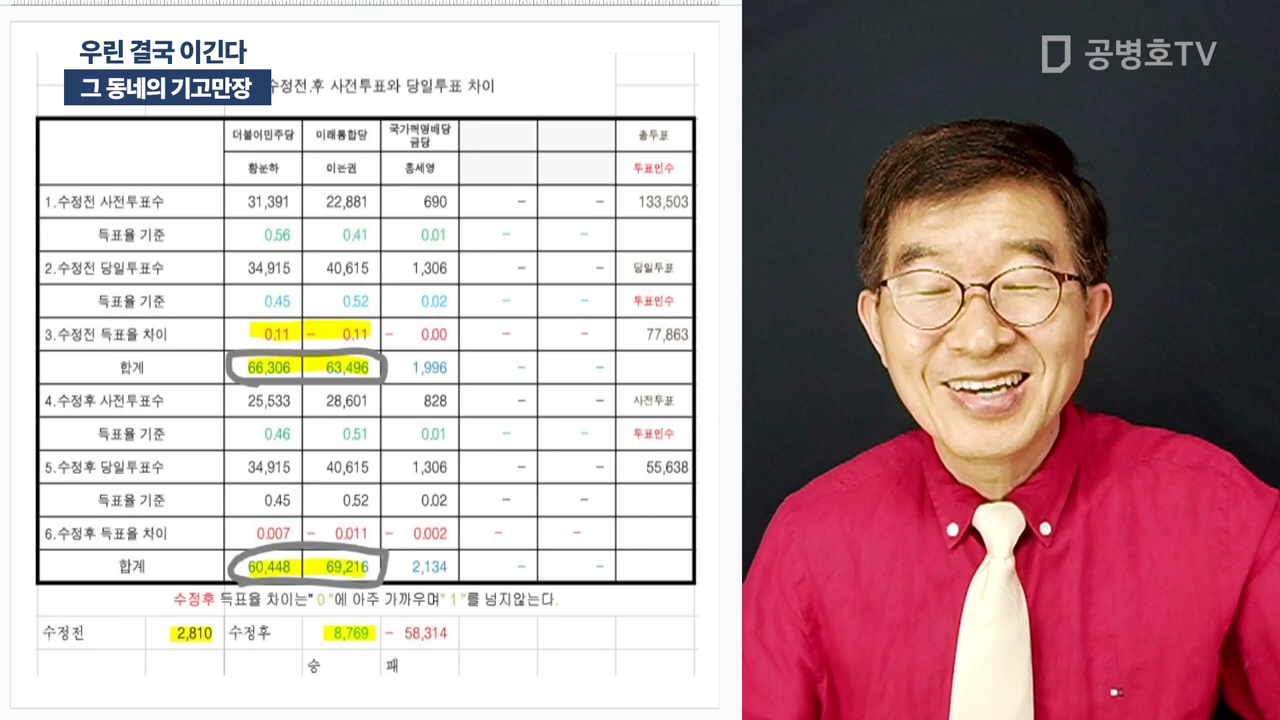 우린 결국 이긴다
그 동네의 기고만장
공병호TV
수정전.후 사전투표와 당일투표 차이
더불어민주당 미래통합당 국가혁명배당금당 총투표
황운하 이은권 홍세영 투표인수
1.수정전 사전투표수 31,391 22,881 690 – – 133,503
득표율 기준 0.56 0.41 0.01 – –
2.수정전 당일투표수 34,915 40,615 1,306 – – 당일투표
득표율 기준 0.45 0.52 0.02 – – 투표인수
3.수정전 득표율 차이 0.11 – 0.11 – 0.00 77,863
합계 66,306 63,496 1,996 – –
4.수정후 사전투표수 25,533 28,601 828 – – 사전투표
득표율 기준 0.46 0.51 0.01 – – 투표인수
5.수정후 당일투표수 34,915 40,615 1,306 – – 55,638
득표율 기준 0.45 0.52 0.02 – –
6.수정후 득표율 차이 0.007 – 0.011 – 0.002 – –
합계 60,448 69,216 2,134 – –
수정후 득표율 차이는" 0 "에 아주 가까우며" 1 "를 넘지않는다.
수정전 2,810 수정후 8,769 – 58,314
승 패